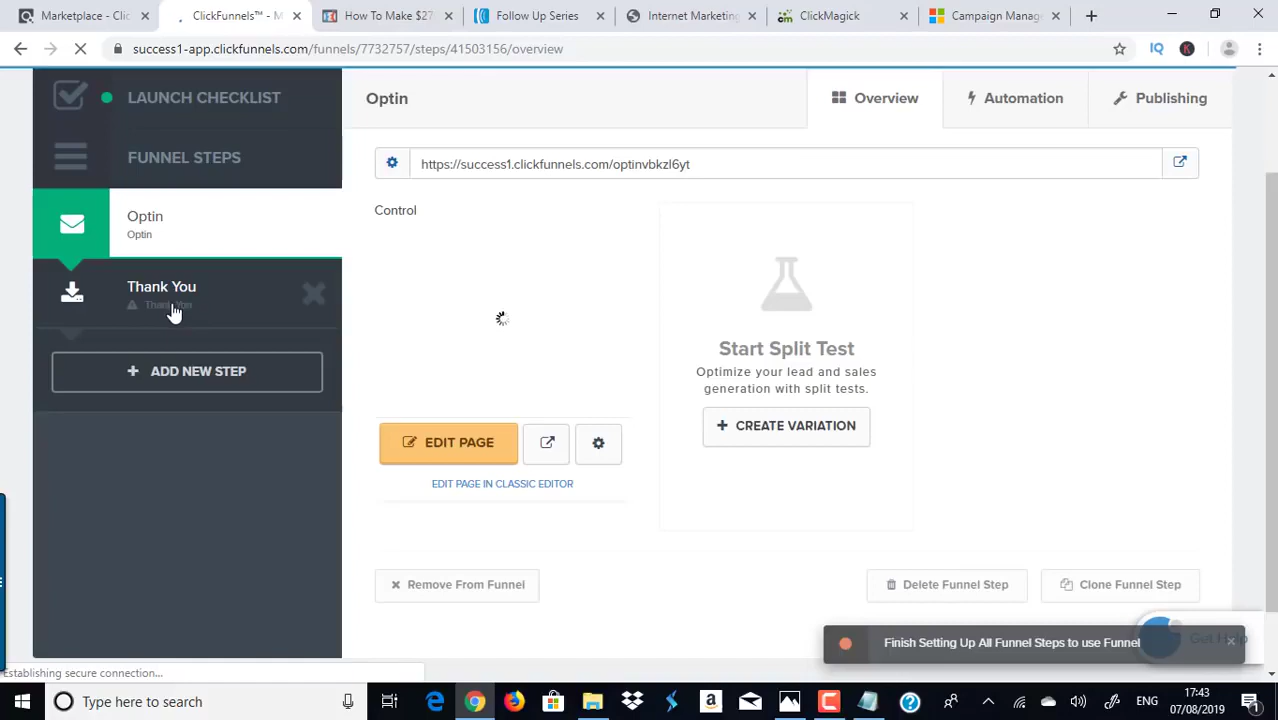 Marketplace - Click
ClickFunnels™ - M
How To Make $27
Follow Up Series
Internet Marketing
ClickMagick
Campaign Manag
success1-app.clickfunnels.com/funnels/7732757/steps/41503156/overview
LAUNCH CHECKLIST
FUNNEL STEPS
Optin
Optin
Thank You
Thank You
+ ADD NEW STEP
Optin
Overview
Automation
Publishing
https://success1.clickfunnels.com/optinvbkzl6yt
Control
Start Split Test
Optimize your lead and sales
generation with split tests.
+ CREATE VARIATION
EDIT PAGE
EDIT PAGE IN CLASSIC EDITOR
Remove From Funnel
Delete Funnel Step
Clone Funnel Step
Finish Setting Up All Funnel Steps to use Funnel
Get Help
Establishing secure connection...
Type here to search
ENG
17:43
07/08/2019